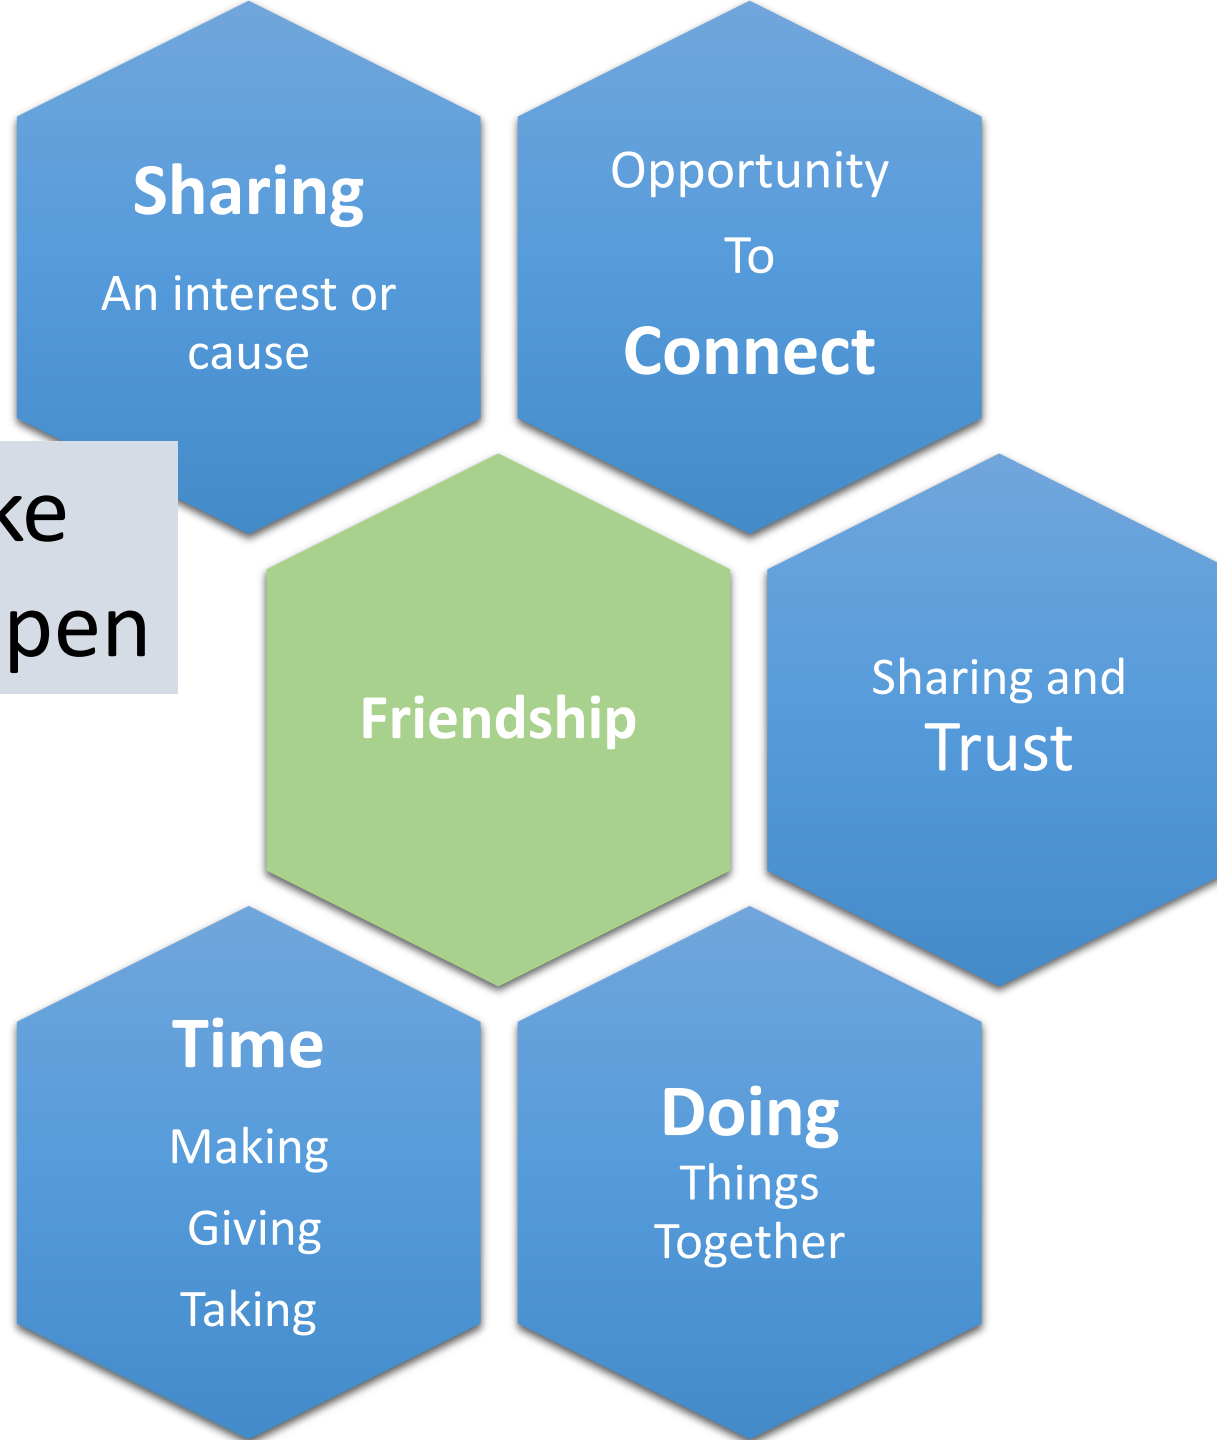 Sharing
An interest or
cause
Opportunity
To
Connect
ke
pen
Friendship
Sharing and
Trust
Time
Making
Giving
Taking
Doing
Things
Together